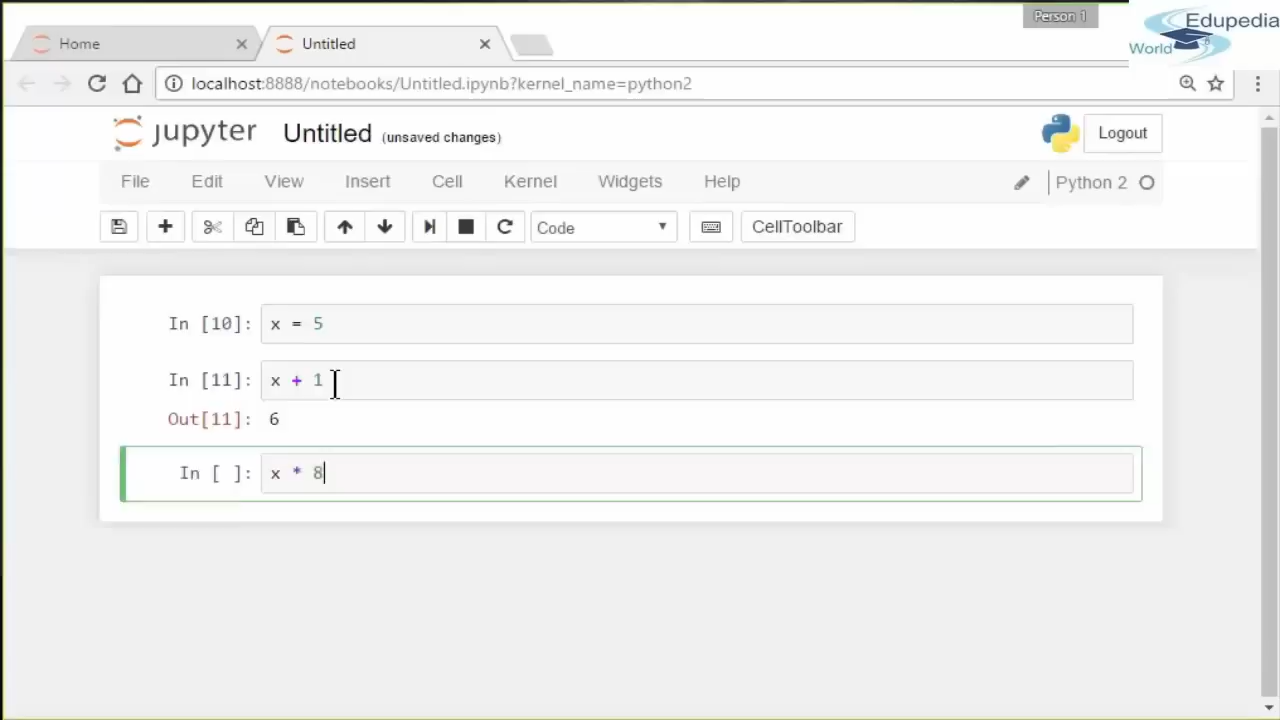 Person 1
Edupedia
World
Home
Untitled
localhost:8888/notebooks/Untitled.ipynb?kernel_name=python2
jupyter Untitled (unsaved changes)
Logout
File Edit View Insert Cell Kernel Widgets Help
Python 2
Code
CellToolbar
In [10]: x = 5
In [11]: x + 1
Out[11]: 6
In [ ]: x * 8